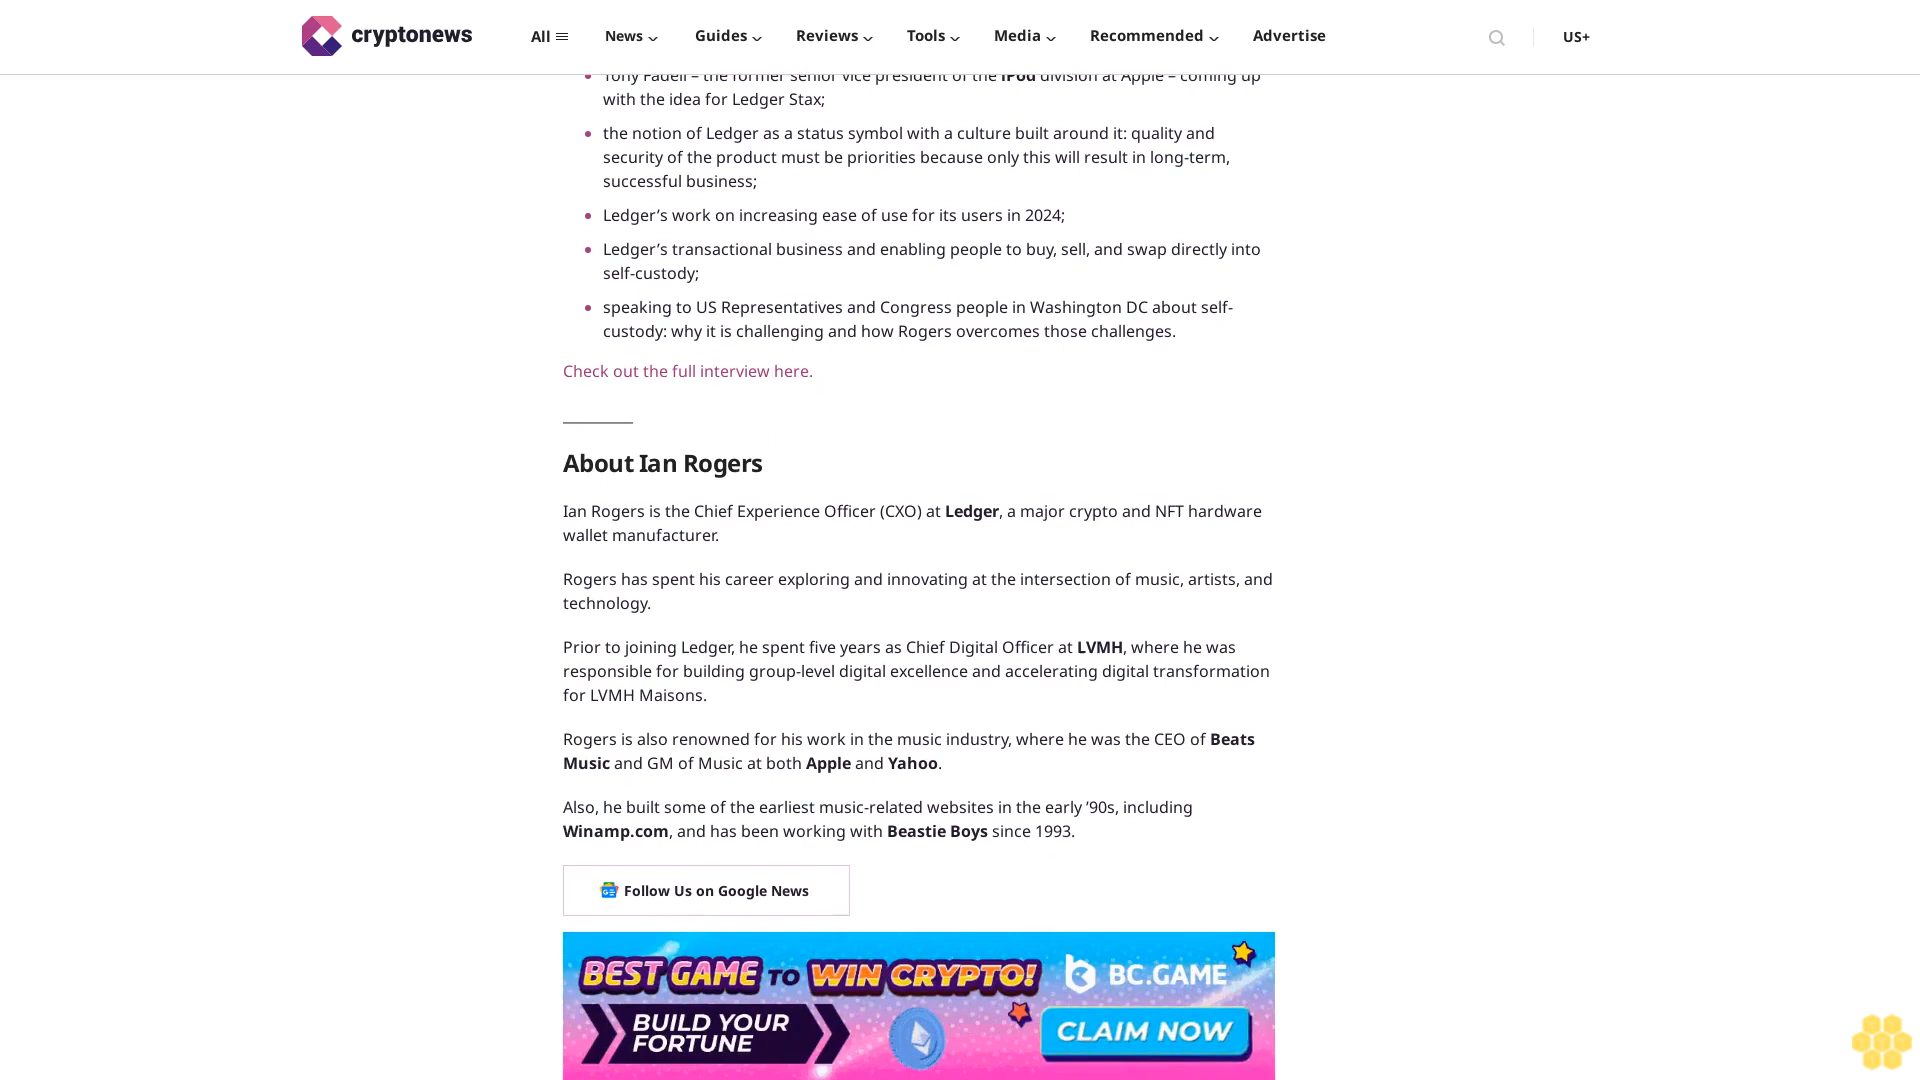 cryptonews
All
News
Guides
Reviews
Tools
Media
Recommended
Advertise
US+
Tony Fadell – the former senior vice president of the iPod division at Apple – coming up
with the idea for Ledger Stax;
the notion of Ledger as a status symbol with a culture built around it: quality and
security of the product must be priorities because only this will result in long-term,
successful business;
Ledger’s work on increasing ease of use for its users in 2024;
Ledger’s transactional business and enabling people to buy, sell, and swap directly into
self-custody;
speaking to US Representatives and Congress people in Washington DC about self-
custody: why it is challenging and how Rogers overcomes those challenges.
Check out the full interview here.
__________
About Ian Rogers
Ian Rogers is the Chief Experience Officer (CXO) at Ledger, a major crypto and NFT hardware
wallet manufacturer.
Rogers has spent his career exploring and innovating at the intersection of music, artists, and
technology.
Prior to joining Ledger, he spent five years as Chief Digital Officer at LVMH, where he was
responsible for building group-level digital excellence and accelerating digital transformation
for LVMH Maisons.
Rogers is also renowned for his work in the music industry, where he was the CEO of Beats
Music and GM of Music at both Apple and Yahoo.
Also, he built some of the earliest music-related websites in the early ’90s, including
Winamp.com, and has been working with Beastie Boys since 1993.
Follow Us on Google News
BEST GAME TO WIN CRYPTO!
BC.GAME
BUILD YOUR
FORTUNE
CLAIM NOW